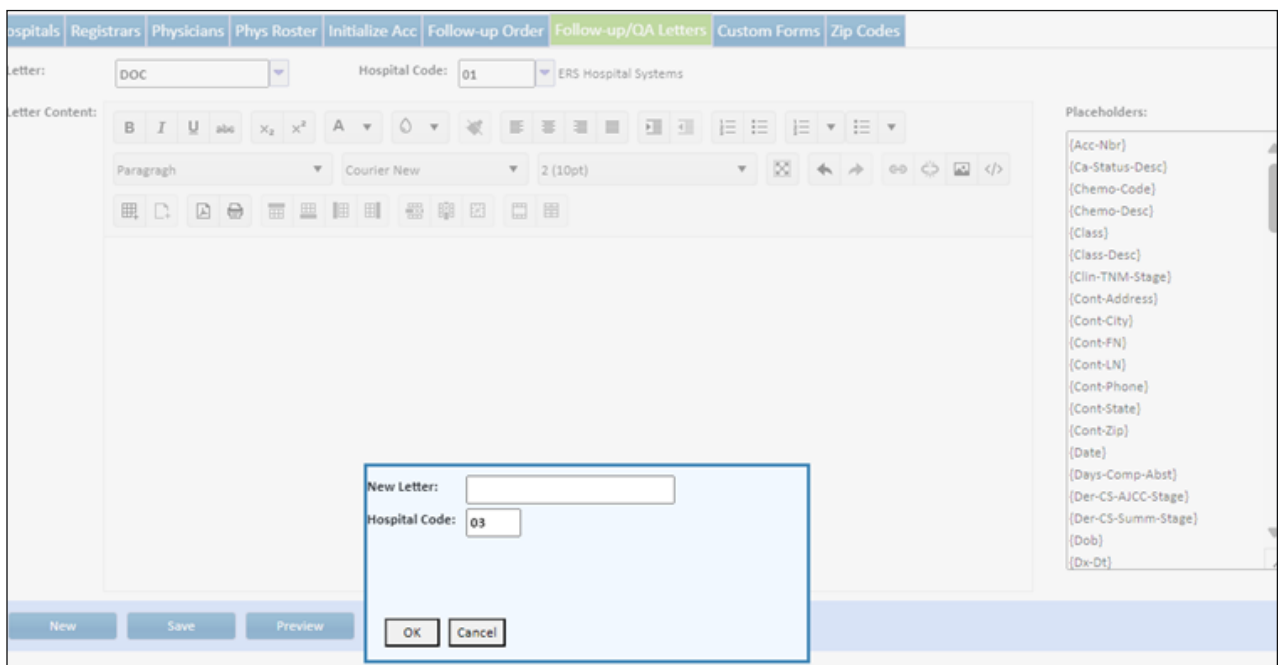 ospitals Registrars Physicians Phys Roster Initialize Acc Follow-up Order Follow-up/QA Letters Custom Forms Zip Codes
Letter: DOC Hospital Code: 01 ERS Hospital Systems
Letter Content: Placeholders:
B I U abc x₂ x² A
Paragraph Courier New 2 (10pt)
{Acc-Nbr}
{Ca-Status-Desc}
{Chemo-Code}
{Chemo-Desc}
{Class}
{Class-Desc}
{Clin-TNM-Stage}
{Cont-Address}
{Cont-City}
{Cont-FN}
{Cont-LN}
{Cont-Phone}
{Cont-State}
{Cont-Zip}
{Date}
{Days-Comp-Abst}
{Der-CS-AJCC-Stage}
{Der-CS-Summ-Stage}
{Dob}
{Dx-Dt}
New Letter:
Hospital Code: 03
OK Cancel
New Save Preview